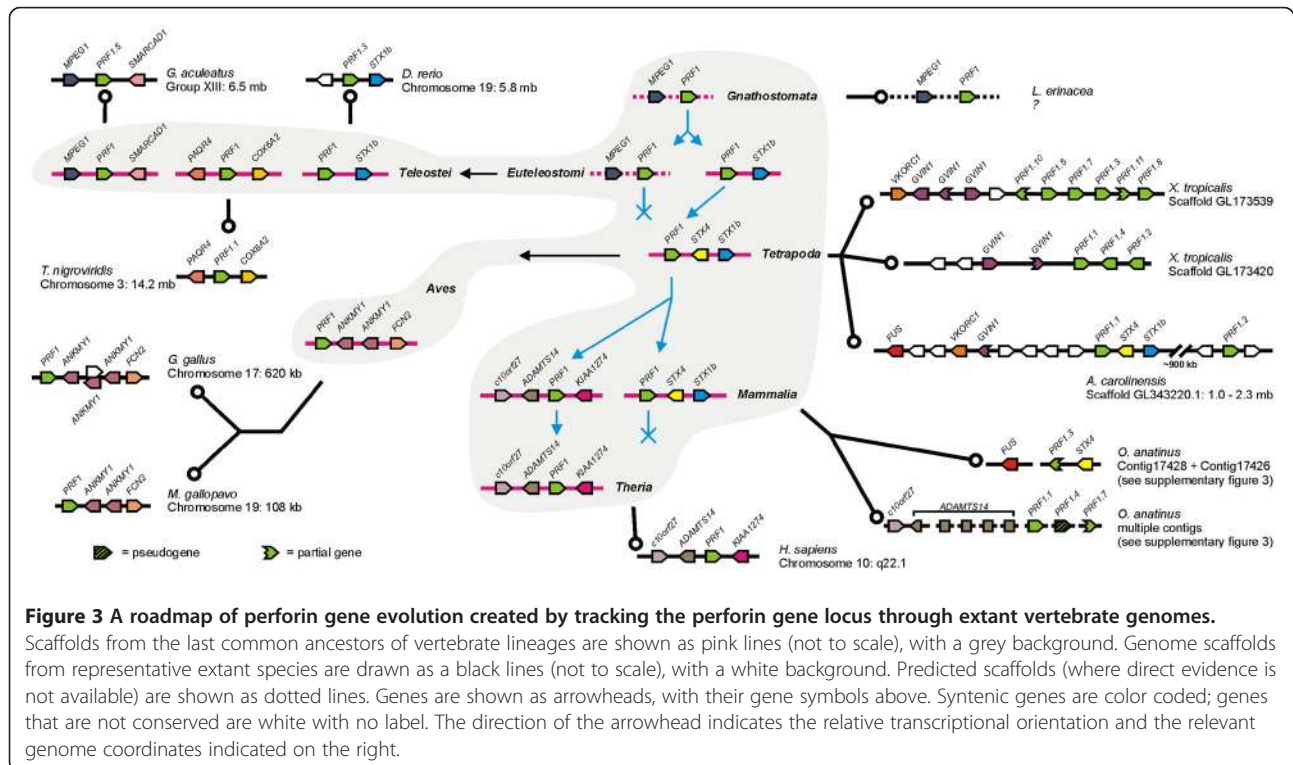 MPEG1 PRF1.5 SMARCAD1
G. aculeatus
Group XIII: 6.5 mb
PRF1.3 STX1b
D. rerio
Chromosome 19: 5.8 mb
MPEG1 PRF1
Gnathostomata
MPEG1 PRF1
L. erinacea
?
MPEG1 PRF1 SMARCAD1
PAQR4 PRF1 COX6A2
PRF1 STX1b
Teleostei
Euteleostomi
MPEG1 PRF1
PRF1 STX1b
VKORC1 GVIN1 GVIN1 GVIN1 PRF1.10 PRF1.5 PRF1.7 PRF1.3 PRF1.11 PRF1.6
X. tropicalis
Scaffold GL173539
PRF1 STX4 STX1b
Tetrapoda
GVIN1 GVIN1 PRF1.1 PRF1.4 PRF1.2
X. tropicalis
Scaffold GL173420
T. nigroviridis
Chromosome 3: 14.2 mb
PAQR4 PRF1.1 COX6A2
Aves
PRF1 ANKMY1 ANKMY1 FCN2
FUS VKORC1 GVIN1 PRF1.1 STX4 STX1b PRF1.2
~900 kb
A. carolinensis
Scaffold GL343220.1: 1.0 - 2.3 mb
PRF1 ANKMY1 ANKMY1 FCN2
ANKMY1
G. gallus
Chromosome 17: 620 kb
c10orf27 ADAMTS14 PRF1 KIAA1274
PRF1 STX4 STX1b
Mammalia
FUS PRF1.3 STX4
O. anatinus
Contig17428 + Contig17426
(see supplementary figure 3)
PRF1 ANKMY1 ANKMY1 FCN2
M. gallopavo
Chromosome 19: 108 kb
c10orf27 ADAMTS14 PRF1 KIAA1274
Theria
c10orf27 ADAMTS14 PRF1.1 PRF1.4 PRF1.7
O. anatinus
multiple contigs
(see supplementary figure 3)
= pseudogene
= partial gene
c10orf27 ADAMTS14 PRF1 KIAA1274
H. sapiens
Chromosome 10: q22.1
Figure 3 A roadmap of perforin gene evolution created by tracking the perforin gene locus through extant vertebrate genomes.
Scaffolds from the last common ancestors of vertebrate lineages are shown as pink lines (not to scale), with a grey background. Genome scaffolds
from representative extant species are drawn as a black lines (not to scale), with a white background. Predicted scaffolds (where direct evidence is
not available) are shown as dotted lines. Genes are shown as arrowheads, with their gene symbols above. Syntenic genes are color coded; genes
that are not conserved are white with no label. The direction of the arrowhead indicates the relative transcriptional orientation and the relevant
genome coordinates indicated on the right.